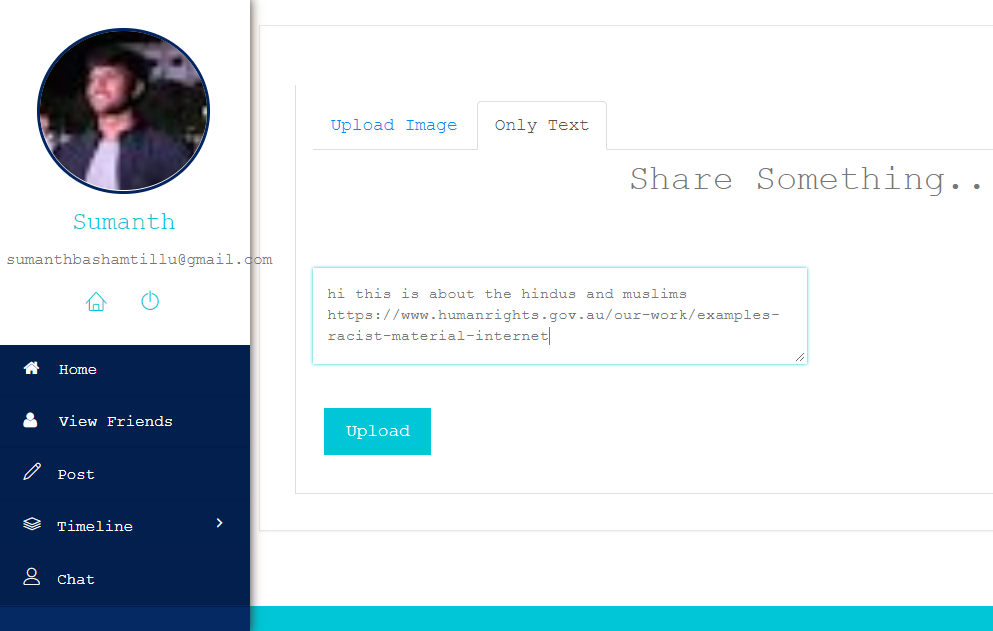 Sumanth
sumanthbashamtillu@gmail.com
Home
View Friends
Post
Timeline
Chat
Upload Image
Only Text
Share Something..
hi this is about the hindus and muslims
https://www.humanrights.gov.au/our-work/examples-
racist-material-internet
Upload